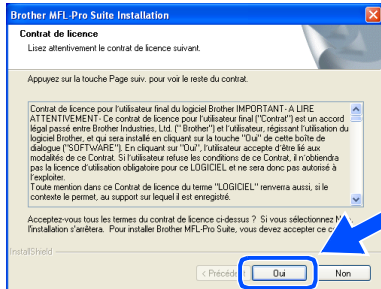 Brother MFL-Pro Suite Installation
Contrat de licence
Lisez attentivement le contrat de licence suivant.
Appuyez sur la touche Page suiv. pour voir le reste du contrat.
Contrat de licence pour l'utilisateur final du logiciel Brother IMPORTANT - A LIRE
ATTENTIVEMENT - Ce contrat de licence pour l'utilisateur final ("Contrat") est un accord
légal passé entre Brother Industries, Ltd. (" Brother") et l'utilisateur, régissant l'utilisation du
logiciel Brother, et qui sera installé en cliquant sur la touche "Oui" de cette boîte de
dialogue ("SOFTWARE"). En cliquant sur "Oui", l'utilisateur accepte d'être lié aux
modalités de ce Contrat. Si l'utilisateur refuse les conditions de ce Contrat, il n'obtiendra
pas la licence d'utilisation obligatoire pour ce LOGICIEL et ne sera donc pas autorisé à
l'exploiter.
Toute mention dans ce Contrat de licence du terme "LOGICIEL" renverra aussi, si le
contexte le permet, au support sur lequel il est enregistré.
Acceptez-vous tous les termes du contrat de licence ci-dessus ? Si vous sélectionnez
l'installation s'arrêtera. Pour installer Brother MFL-Pro Suite, vous devez accepter ce
InstallShield
< Précédent
Oui
Non